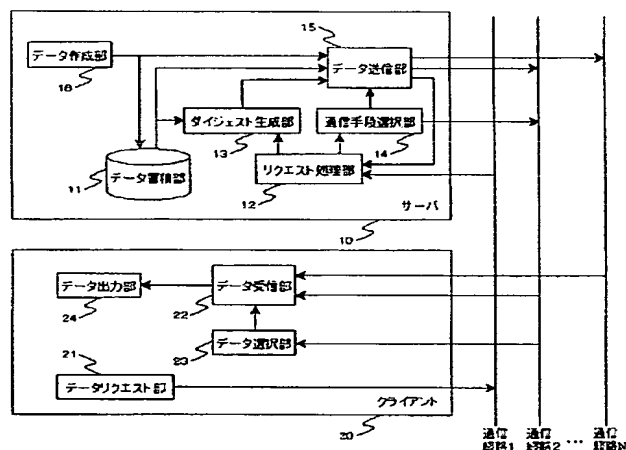 15
データ作成部
データ送信部
16
ダイジェスト生成部
通信手段選択部
13
14
データ蓄積部
リクエスト処理部
11
12
サーバ
10
データ出力部
データ受信部
24
22
データ選択部
21
23
データリクエスト部
クライアント
20
通信
経路1
通信
経路2
…
通信
経路N